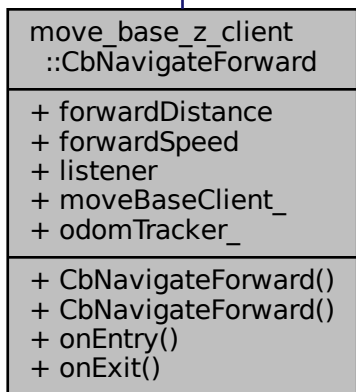 move_base_z_client
::CbNavigateForward
+ forwardDistance
+ forwardSpeed
+ listener
+ moveBaseClient_
+ odomTracker_
+ CbNavigateForward()
+ CbNavigateForward()
+ onEntry()
+ onExit()